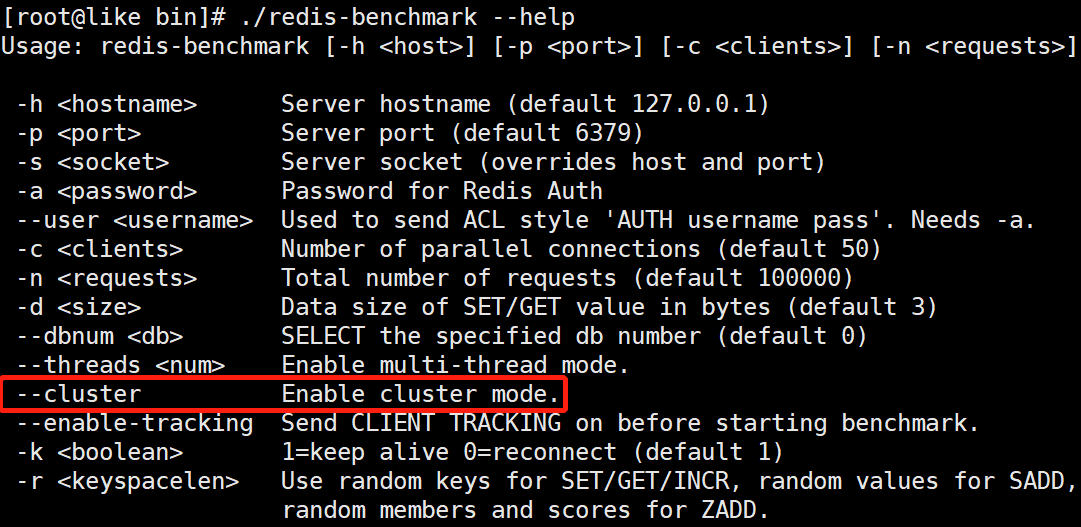 [root@like bin]# ./redis-benchmark --help
Usage: redis-benchmark [-h <host>] [-p <port>] [-c <clients>] [-n <requests>]
-h <hostname> Server hostname (default 127.0.0.1)
-p <port> Server port (default 6379)
-s <socket> Server socket (overrides host and port)
-a <password> Password for Redis Auth
--user <username> Used to send ACL style 'AUTH username pass'. Needs -a.
-c <clients> Number of parallel connections (default 50)
-n <requests> Total number of requests (default 100000)
-d <size> Data size of SET/GET value in bytes (default 3)
--dbnum <db> SELECT the specified db number (default 0)
--threads <num> Enable multi-thread mode.
--cluster Enable cluster mode.
--enable-tracking Send CLIENT TRACKING on before starting benchmark.
-k <boolean> 1=keep alive 0=reconnect (default 1)
-r <keyspacelen> Use random keys for SET/GET/INCR, random values for SADD,
random members and scores for ZADD.